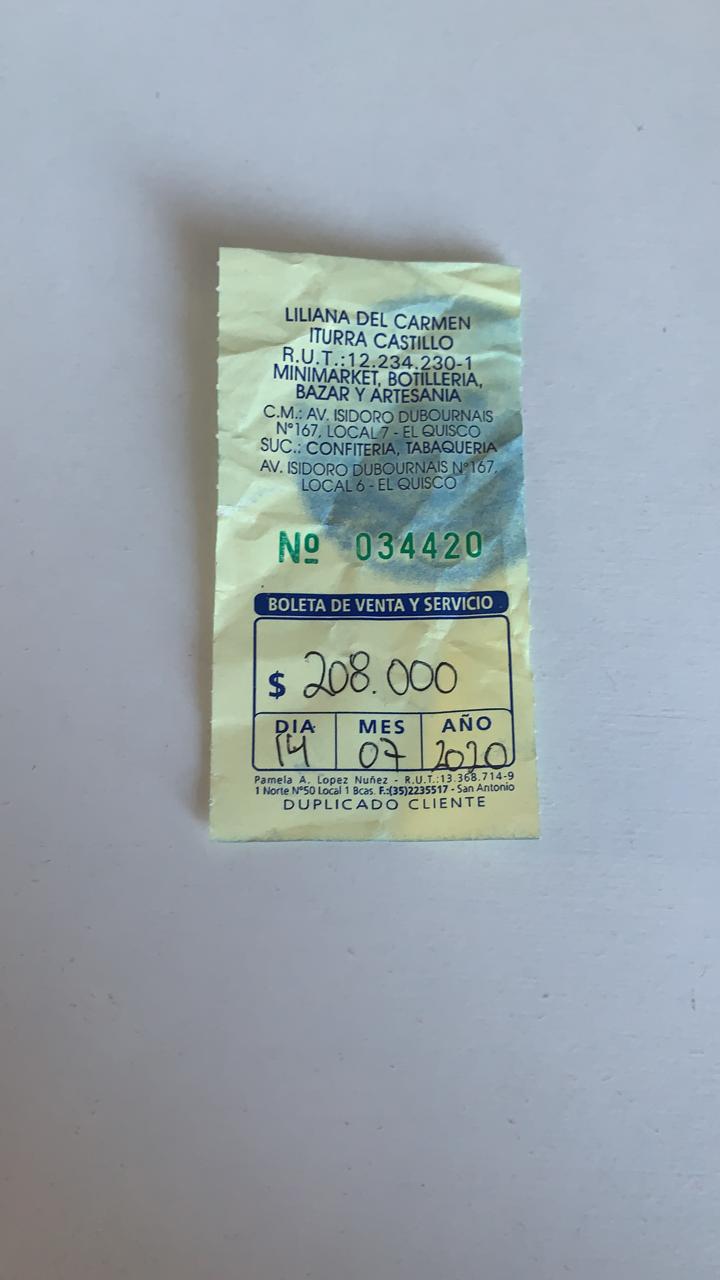 LILIANA DEL CARMEN
ITURRA CASTILLO
R.U.T.:12.234.230-1
MINIMARKET, BOTILLERIA,
BAZAR Y ARTESANIA
C.M.: AV. ISIDORO DUBOURNAIS
N°167, LOCAL 7 - EL QUISCO
SUC.: CONFITERIA, TABAQUERIA
AV. ISIDORO DUBOURNAIS N°167,
LOCAL 6 - EL QUISCO
Nº 034420
BOLETA DE VENTA Y SERVICIO
$ 208.000
DIA MES AÑO
14 07 2020
Pamela A. Lopez Nuñez - R.U.T.:13.368.714-9
1 Norte N°50 Local 1 Bcas. F.:(35)2235517 - San Antonio
DUPLICADO CLIENTE